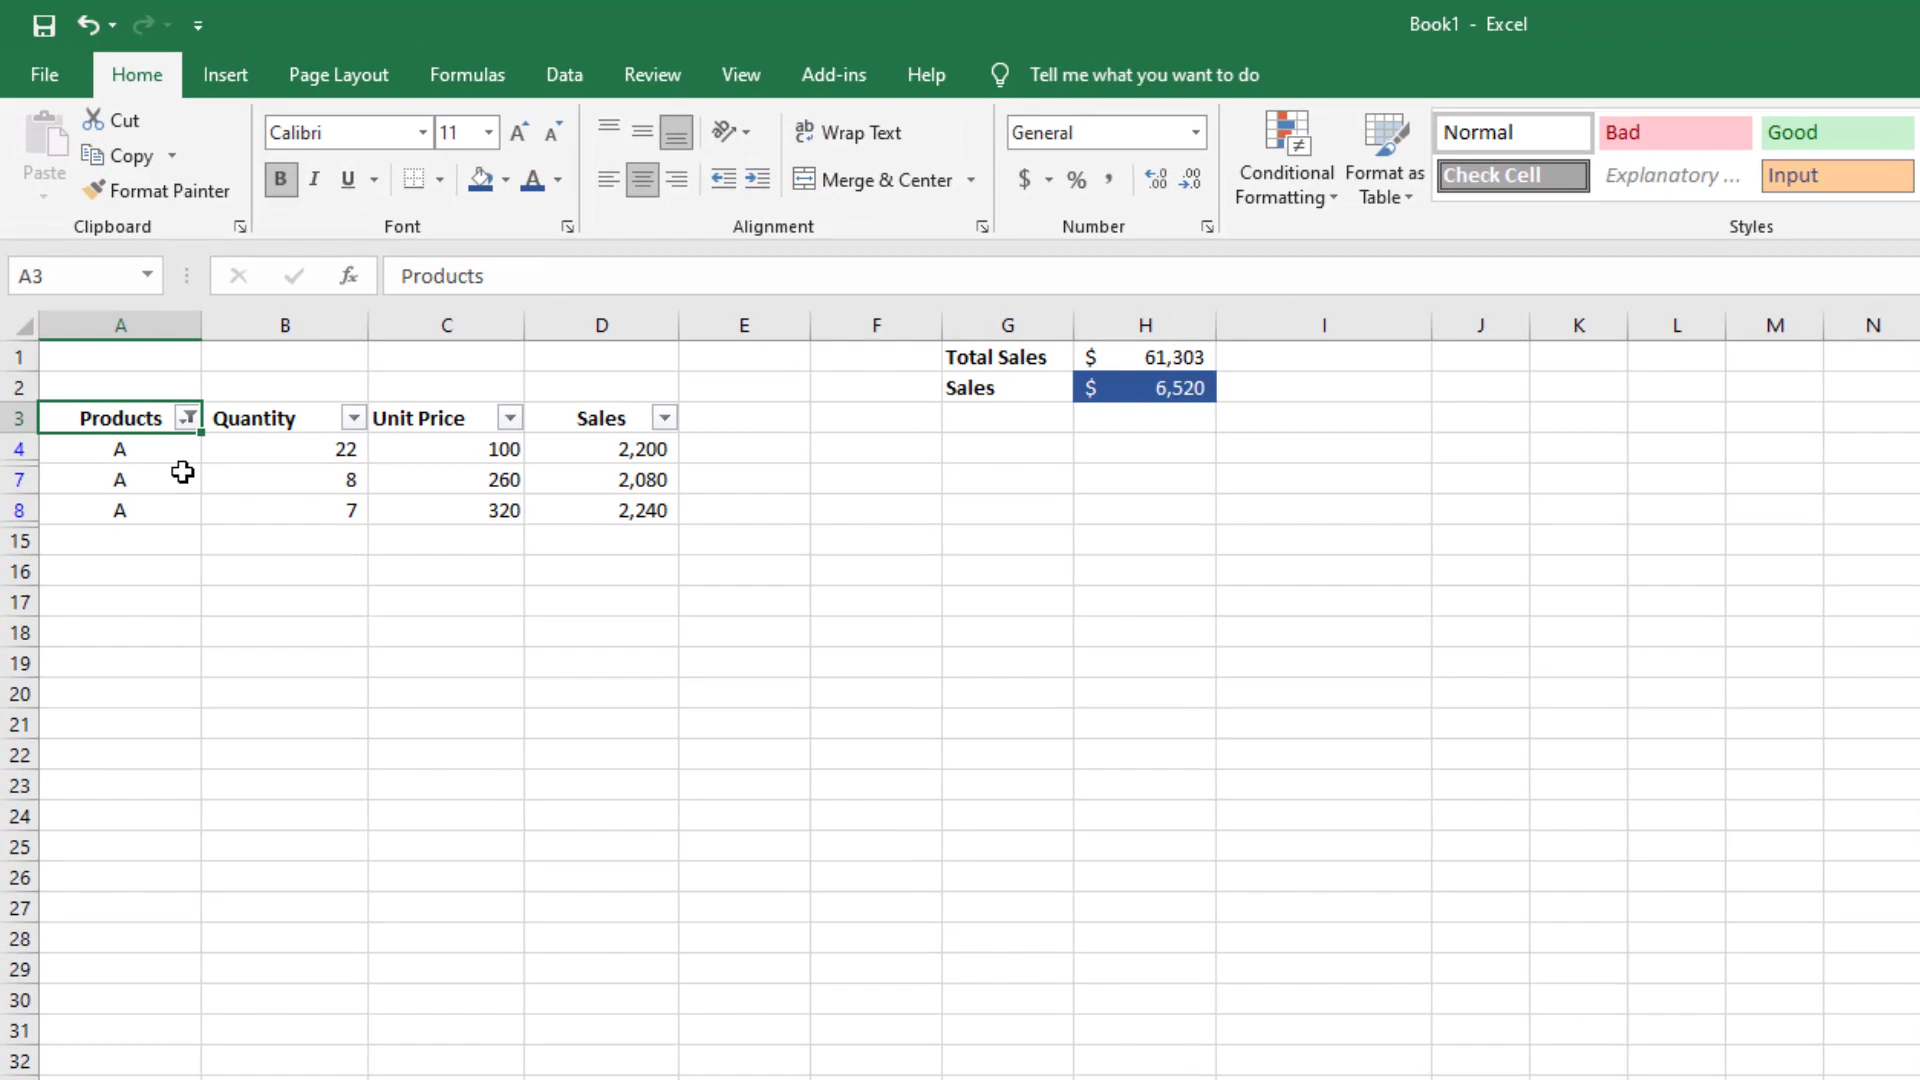 Book1 - Excel
File Home Insert Page Layout Formulas Data Review View Add-ins Help Tell me what you want to do
Paste
Cut
Copy
Format Painter
Clipboard
Calibri 11
B I U A
Font
ab Wrap Text
Merge & Center
Alignment
General
$ % ,
Number
Conditional Formatting
Format as Table
Normal Bad Good
Check Cell Explanatory ... Input
Styles
A3 fx Products
A B C D E F G H I J K L M N
1 Total Sales $ 61,303
2 Sales $ 6,520
3 Products Quantity Unit Price Sales
4 A 22 100 2,200
7 A 8 260 2,080
8 A 7 320 2,240
15
16
17
18
19
20
21
22
23
24
25
26
27
28
29
30
31
32